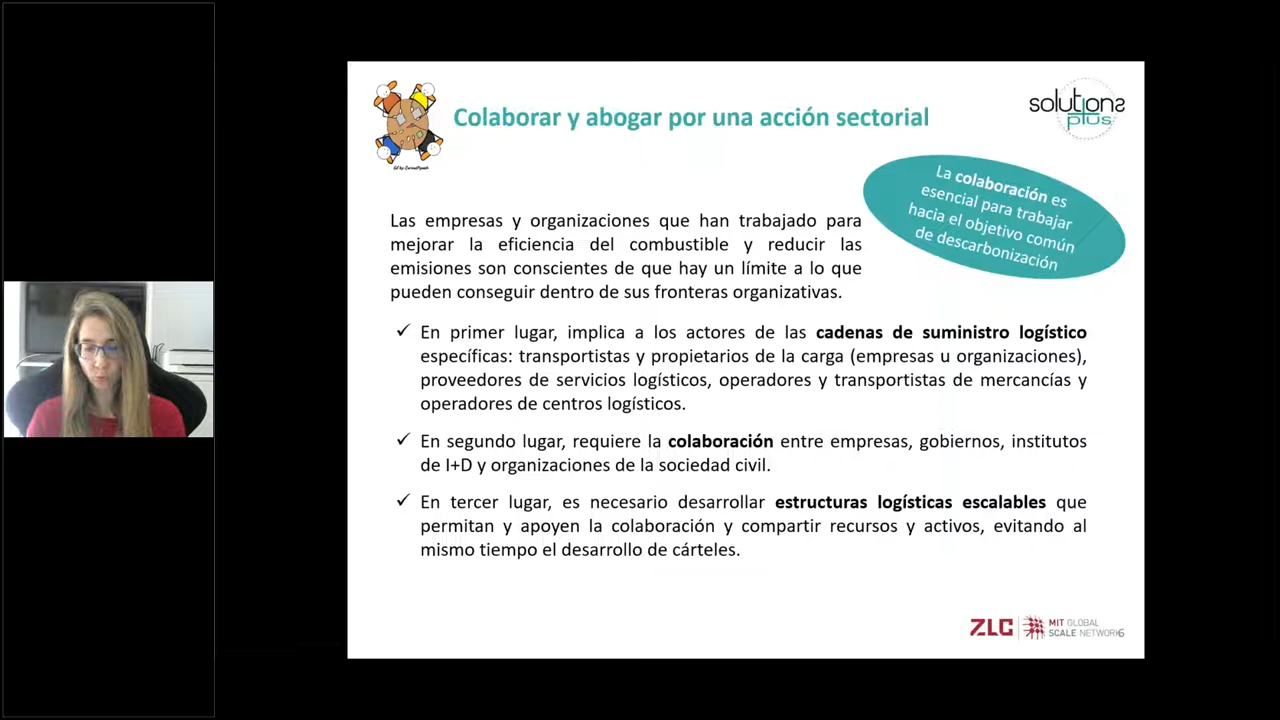 Colaborar y abogar por una acción sectorial
solutions
plus
La colaboración es
esencial para trabajar
hacia el objetivo común
de descarbonización
Las empresas y organizaciones que han trabajado para
mejorar la eficiencia del combustible y reducir las
emisiones son conscientes de que hay un límite a lo que
pueden conseguir dentro de sus fronteras organizativas.
✓ En primer lugar, implica a los actores de las cadenas de suministro logístico
específicas: transportistas y propietarios de la carga (empresas u organizaciones),
proveedores de servicios logísticos, operadores y transportistas de mercancías y
operadores de centros logísticos.
✓ En segundo lugar, requiere la colaboración entre empresas, gobiernos, institutos
de I+D y organizaciones de la sociedad civil.
✓ En tercer lugar, es necesario desarrollar estructuras logísticas escalables que
permitan y apoyen la colaboración y compartir recursos y activos, evitando al
mismo tiempo el desarrollo de cárteles.
ZLC
MIT GLOBAL
SCALE NETWORK
6